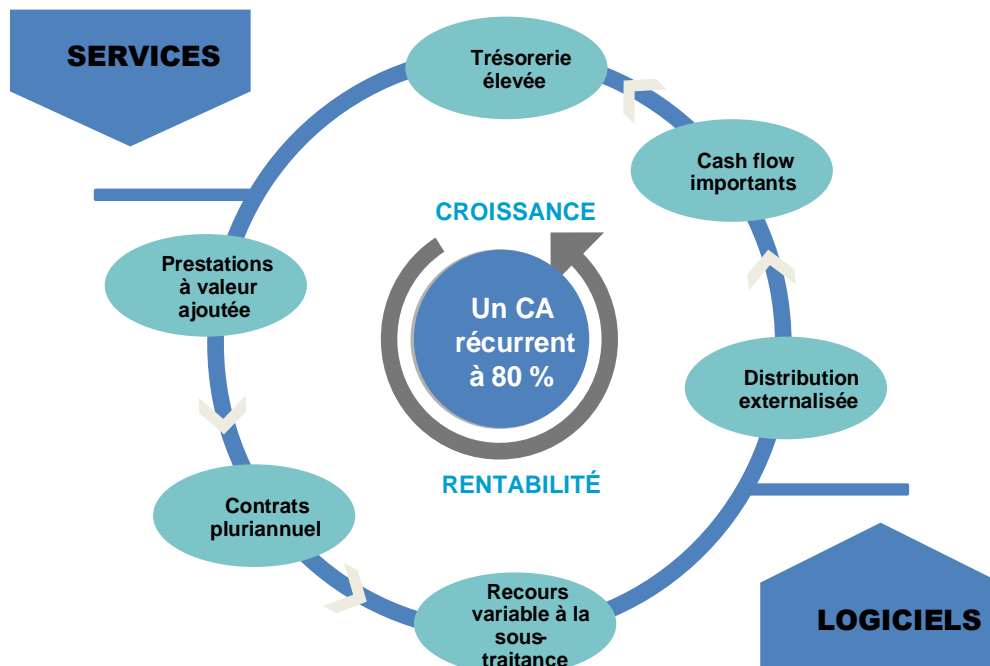 SERVICES
Trésorerie
élevée
Cash flow
importants
CROISSANCE
Prestations
à valeur
ajoutée
Un CA
récurrent
à 80 %
Distribution
externalisée
RENTABILITÉ
Contrats
pluriannuel
Recours
variable à la
sous-
traitance
LOGICIELS